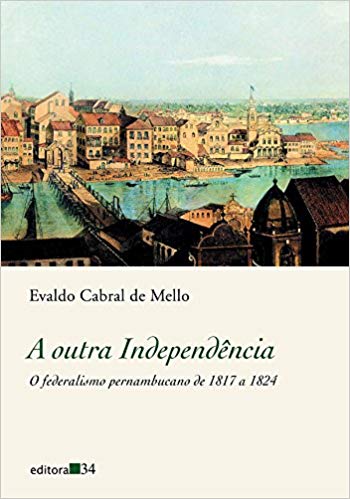 Evaldo Cabral de Mello
A outra Independência
O federalismo pernambucano de 1817 a 1824
editora 34